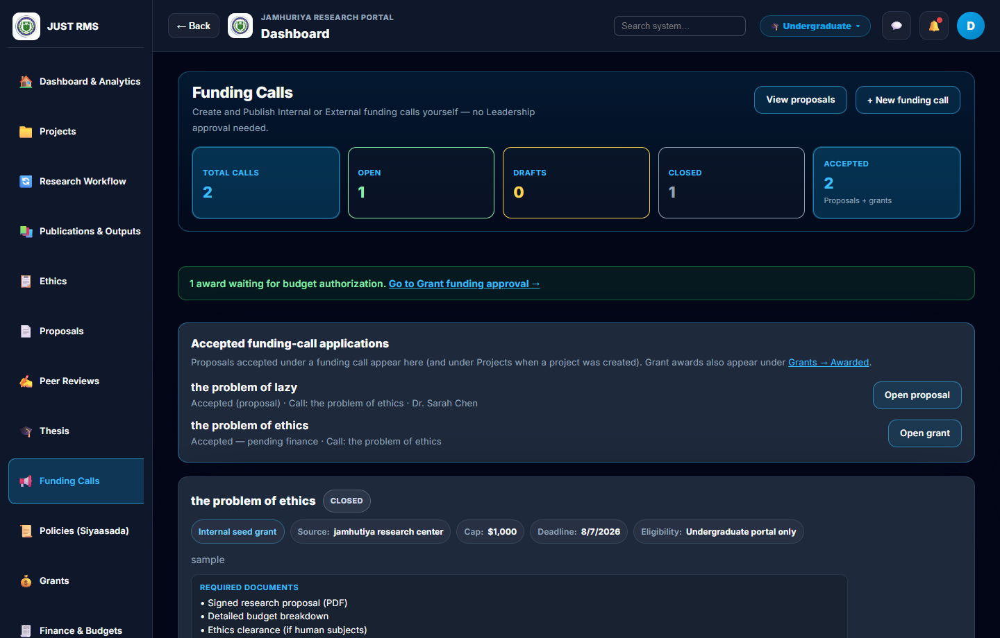 JUST RMS
Dashboard & Analytics
Projects
Research Workflow
Publications & Outputs
Ethics
Proposals
Peer Reviews
Thesis
Funding Calls
Policies (Siyaasada)
Grants
Finance & Budgets
← Back
JAMHURIYA RESEARCH PORTAL
Dashboard
Search system...
Undergraduate
D
Funding Calls
Create and Publish Internal or External funding calls yourself — no Leadership
approval needed.
View proposals
+ New funding call
TOTAL CALLS
2
OPEN
1
DRAFTS
0
CLOSED
1
ACCEPTED
2
Proposals + grants
1 award waiting for budget authorization. Go to Grant funding approval →
Accepted funding-call applications
Proposals accepted under a funding call appear here (and under Projects when a project was created). Grant awards also appear under Grants → Awarded.
the problem of lazy
Accepted (proposal) · Call: the problem of ethics · Dr. Sarah Chen
Open proposal
the problem of ethics
Accepted — pending finance · Call: the problem of ethics
Open grant
the problem of ethics CLOSED
Internal seed grant Source: jamhutiya research center Cap: $1,000 Deadline: 8/7/2026 Eligibility: Undergraduate portal only
sample
REQUIRED DOCUMENTS
• Signed research proposal (PDF)
• Detailed budget breakdown
• Ethics clearance (if human subjects)